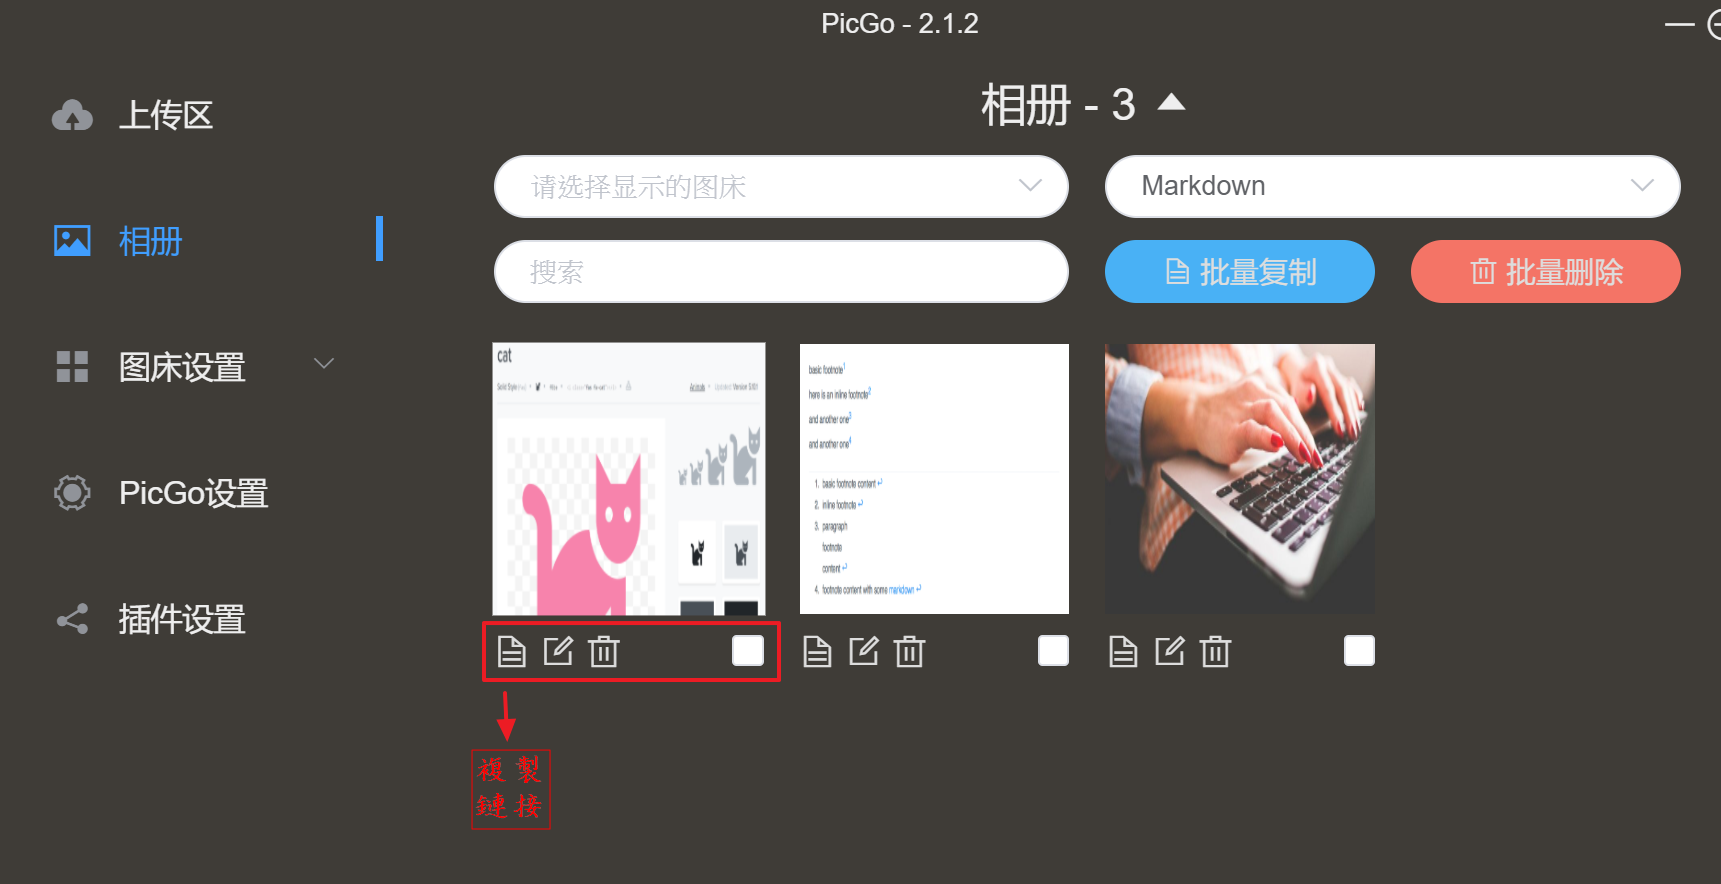 PicGo - 2.1.2
上传区
相册
图床设置
PicGo设置
插件设置
相册 - 3
请选择显示的图床
Markdown
搜索
批量复制
批量删除
cat
basic footnote1
here is an inline footnote2
and another one3
and another one4
1. basic footnote content ↵
2. inline footnote ↵
3. paragraph
footnote
content ↵
4. footnote content with some markdown ↵
複製
鏈接